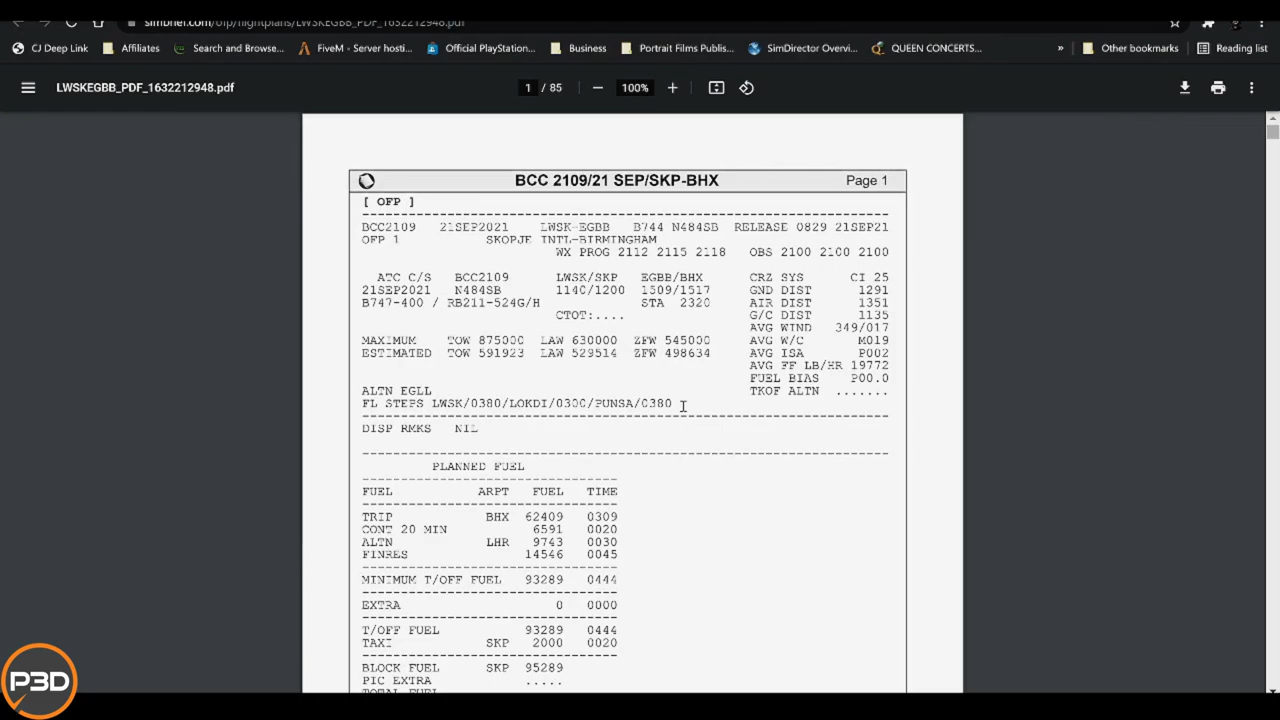 simbrief.com/ofp/flightplans/LWSKEGBB_PDF_1632212948.pdf
CJ Deep Link Affiliates Search and Browse... FiveM - Server hosti... Official PlayStation... Business Portrait Films Publis... SimDirector Overvi... QUEEN CONCERTS... » Other bookmarks Reading list
LWSKEGBB_PDF_1632212948.pdf 1 / 85 100%
BCC 2109/21 SEP/SKP-BHX Page 1
[ OFP ]
--------------------------------------------------------------------
BCC2109 21SEP2021 LWSK-EGBB B744 N484SB RELEASE 0829 21SEP21
OFP 1 SKOPJE INTL-BIRMINGHAM
WX PROG 2112 2115 2118 OBS 2100 2100 2100
ATC C/S BCC2109 LWSK/SKP EGBB/BHX CRZ SYS CI 25
21SEP2021 N484SB 1140/1200 1509/1517 GND DIST 1291
B747-400 / RB211-524G/H STA 2320 AIR DIST 1351
CTOT:.... G/C DIST 1135
AVG WIND 349/017
MAXIMUM TOW 875000 LAW 630000 ZFW 545000 AVG W/C M019
ESTIMATED TOW 591923 LAW 529514 ZFW 498634 AVG ISA P002
AVG FF LB/HR 19772
FUEL BIAS P00.0
ALTN EGLL TKOF ALTN .......
FL STEPS LWSK/0380/LOKDI/0300/PUNSA/0380
--------------------------------------------------------------------
DISP RMKS NIL
--------------------------------------------------------------------
PLANNED FUEL
---------------------------------
FUEL ARPT FUEL TIME
---------------------------------
TRIP BHX 62409 0309
CONT 20 MIN 6591 0020
ALTN LHR 9743 0030
FINRES 14546 0045
---------------------------------
MINIMUM T/OFF FUEL 93289 0444
---------------------------------
EXTRA 0 0000
---------------------------------
T/OFF FUEL 93289 0444
TAXI SKP 2000 0020
---------------------------------
BLOCK FUEL SKP 95289
PIC EXTRA .....
TOTAL FUEL
P3D